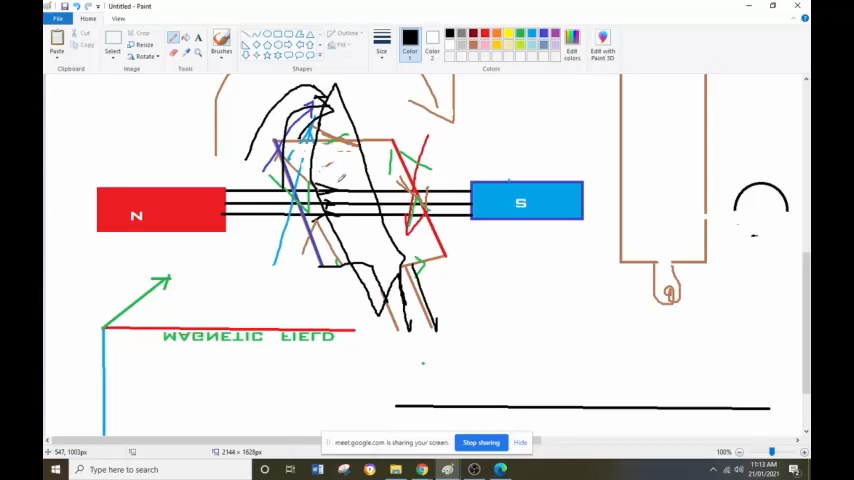 Untitled - Paint
File
Home
View
Paste
Cut
Copy
Clipboard
Select
Crop
Resize
Rotate
Image
Tools
Brushes
Shapes
Outline
Fill
Size
Color 1
Color 2
Colors
Edit colors
Edit with Paint 3D
N
S
MAGNETIC FIELD
meet.google.com is sharing your screen.
Stop sharing
Hide
547, 1003px
2144 × 1628px
100%
Type here to search
11:13 AM
21/01/2021